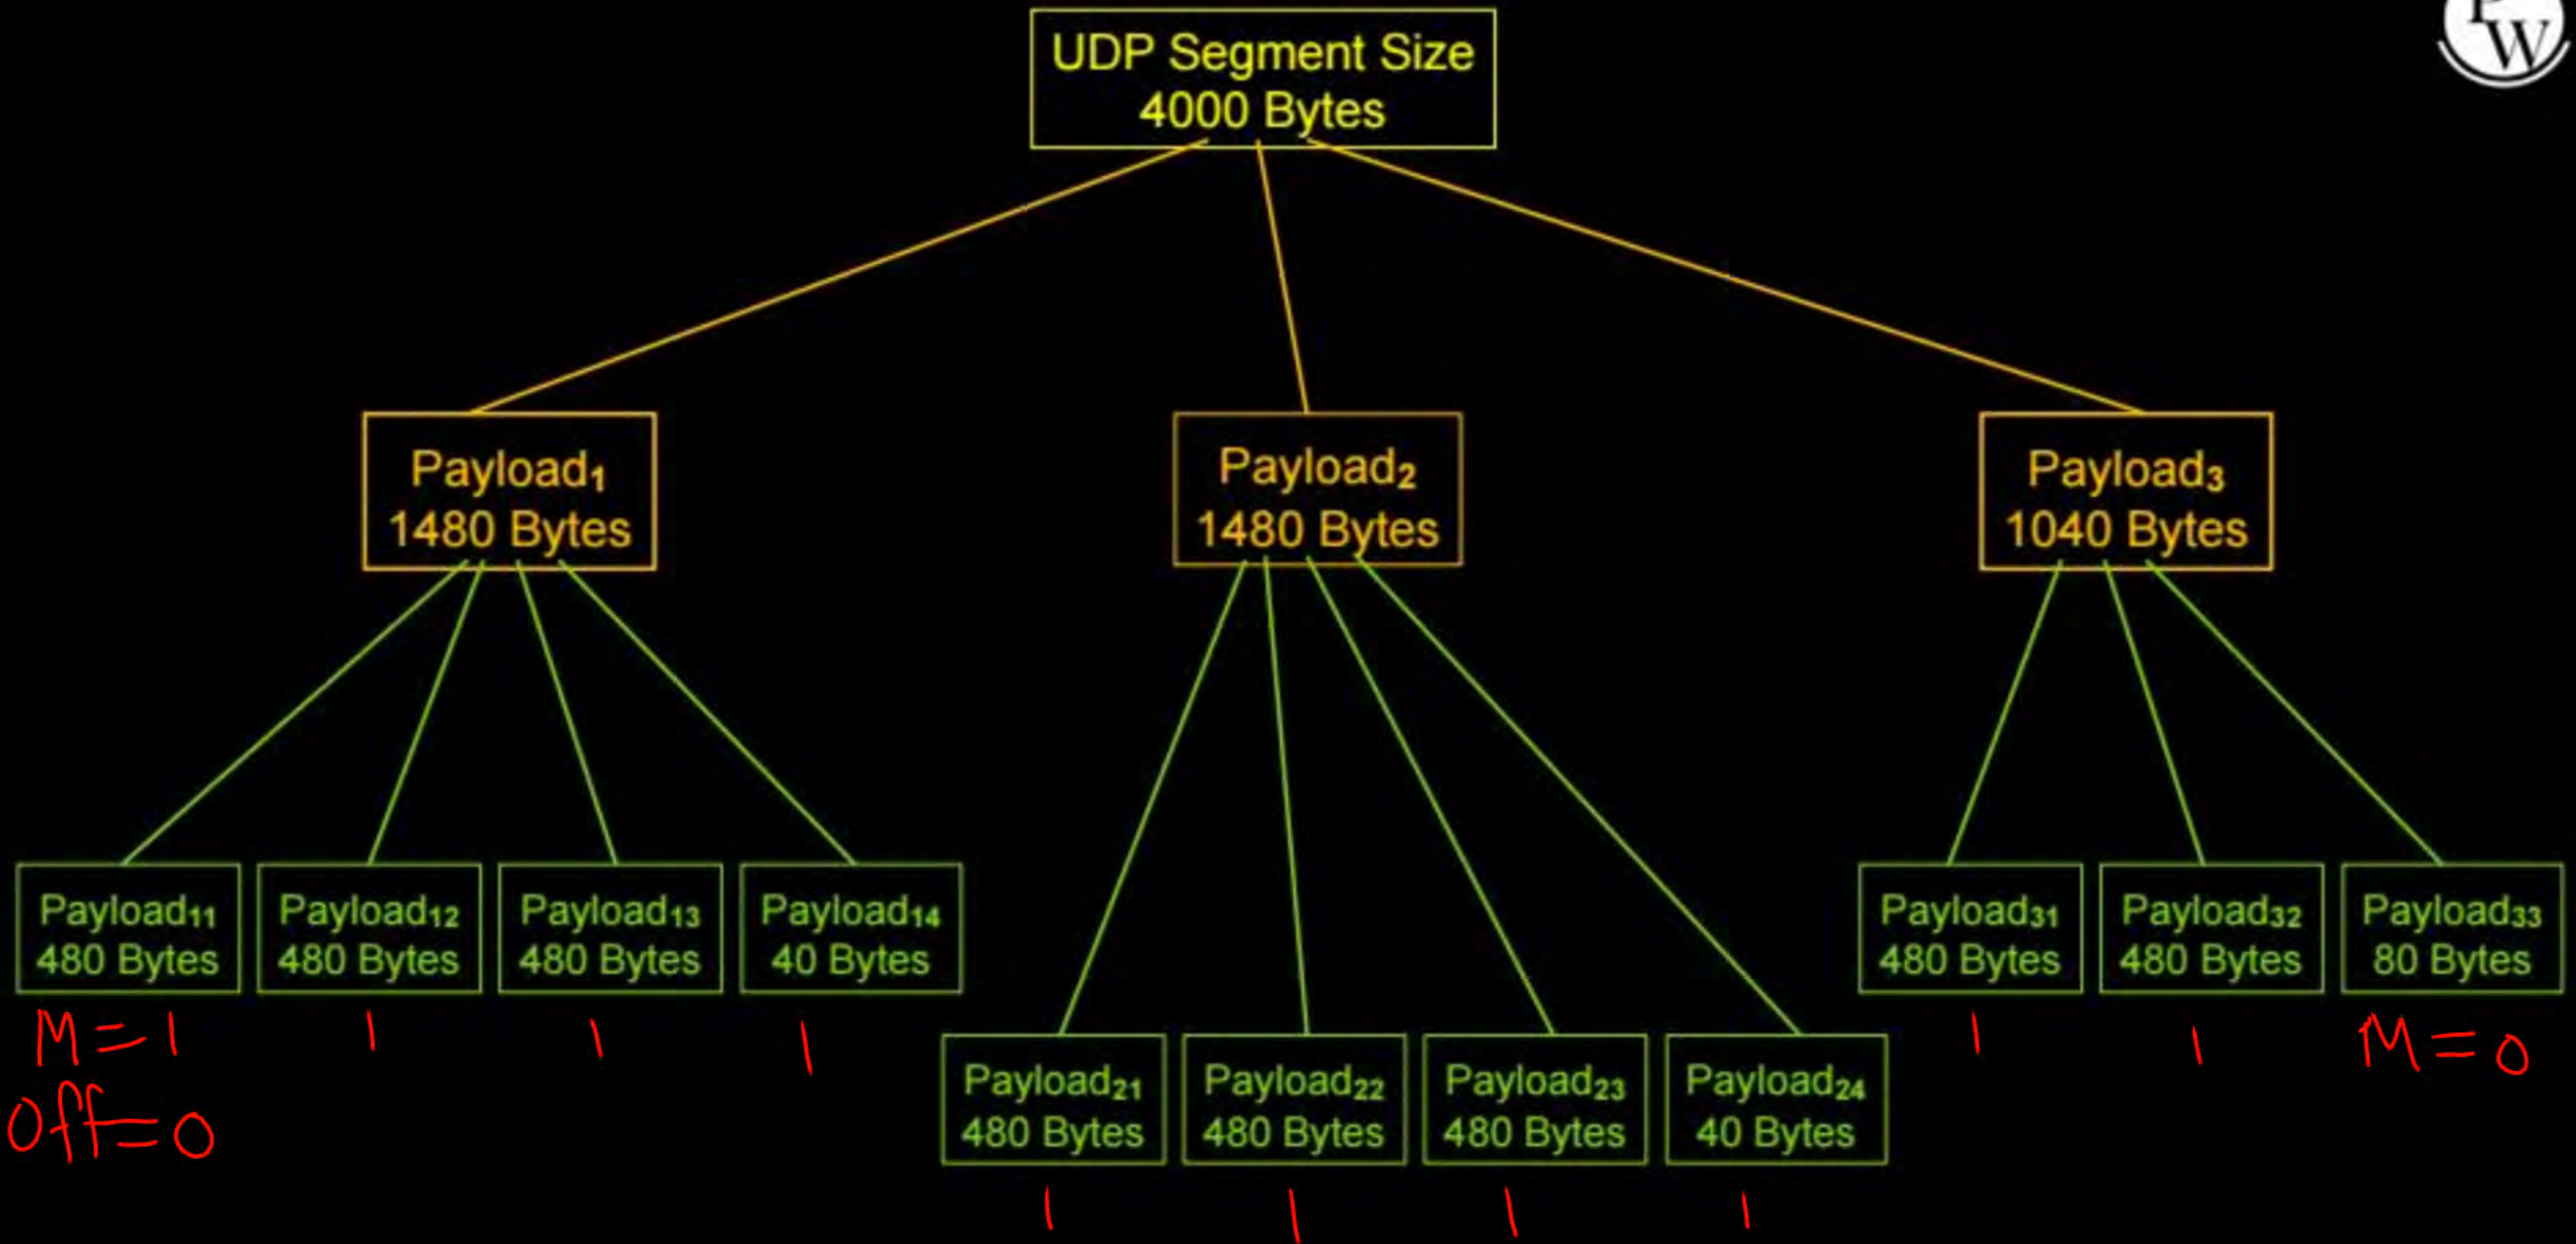 PW
UDP Segment Size
4000 Bytes
Payload₁
1480 Bytes
Payload₂
1480 Bytes
Payload₃
1040 Bytes
Payload₁₁
480 Bytes
Payload₁₂
480 Bytes
Payload₁₃
480 Bytes
Payload₁₄
40 Bytes
Payload₃₁
480 Bytes
Payload₃₂
480 Bytes
Payload₃₃
80 Bytes
M=1
1
1
1
1
1
M=0
Off=0
Payload₂₁
480 Bytes
Payload₂₂
480 Bytes
Payload₂₃
480 Bytes
Payload₂₄
40 Bytes
1
1
1
1